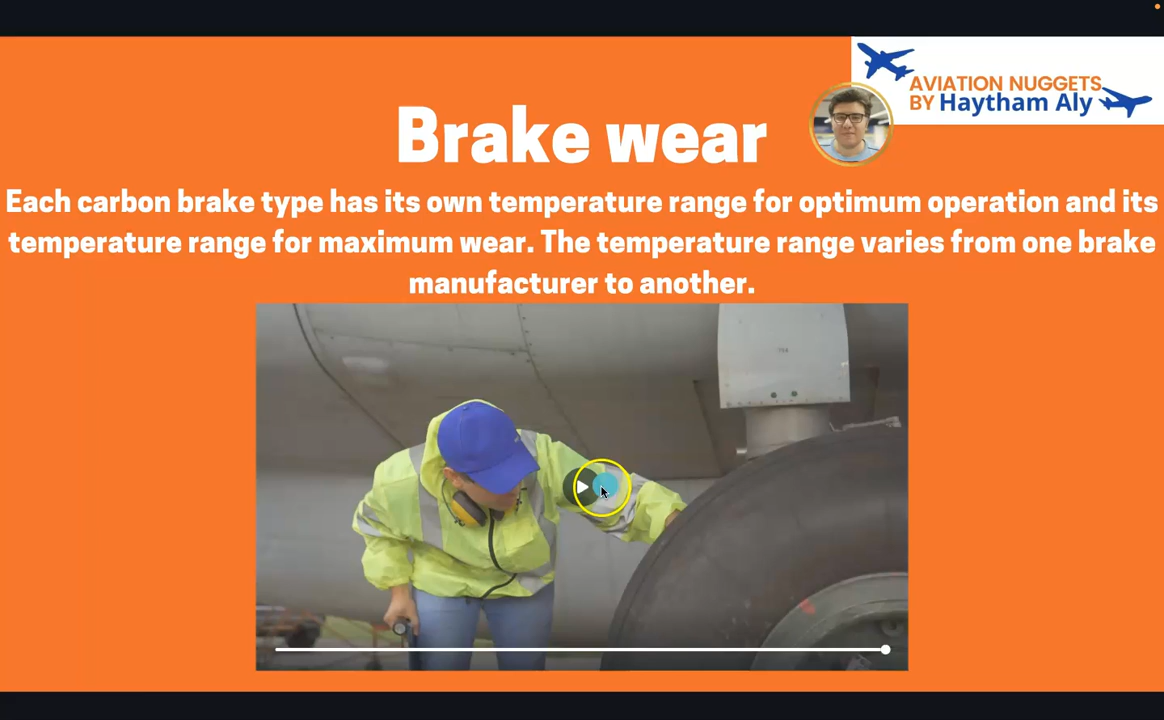 AVIATION NUGGETS
BY Haytham Aly
Brake wear
Each carbon brake type has its own temperature range for optimum operation and its
temperature range for maximum wear. The temperature range varies from one brake
manufacturer to another.